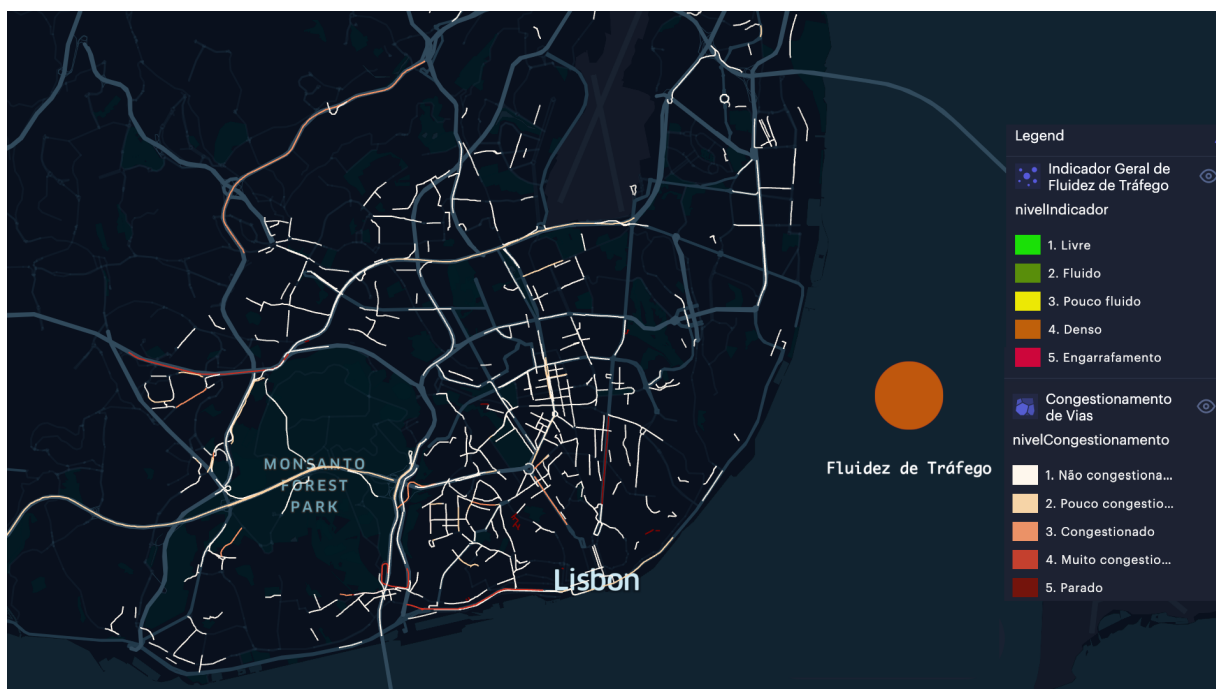 MONSANTO
FOREST
PARK
Lisbon
Fluidez de Tráfego
Legend
Indicador Geral de
Fluidez de Tráfego
nivelIndicador
1. Livre
2. Fluido
3. Pouco fluido
4. Denso
5. Engarrafamento
Congestionamento
de Vias
nivelCongestionamento
1. Não congestiona...
2. Pouco congestio...
3. Congestionado
4. Muito congestio...
5. Parado